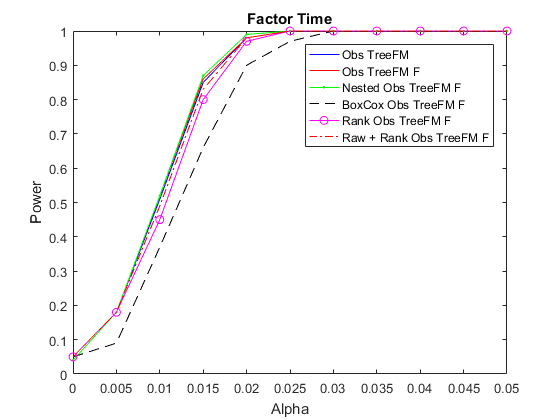 Factor Time
1
0.9
0.8
0.7
0.6
0.5
0.4
0.3
0.2
0.1
0
Power
Obs TreeFM
Obs TreeFM F
Nested Obs TreeFM F
BoxCox Obs TreeFM F
Rank Obs TreeFM F
Raw + Rank Obs TreeFM F
0 0.005 0.01 0.015 0.02 0.025 0.03 0.035 0.04 0.045 0.05
Alpha